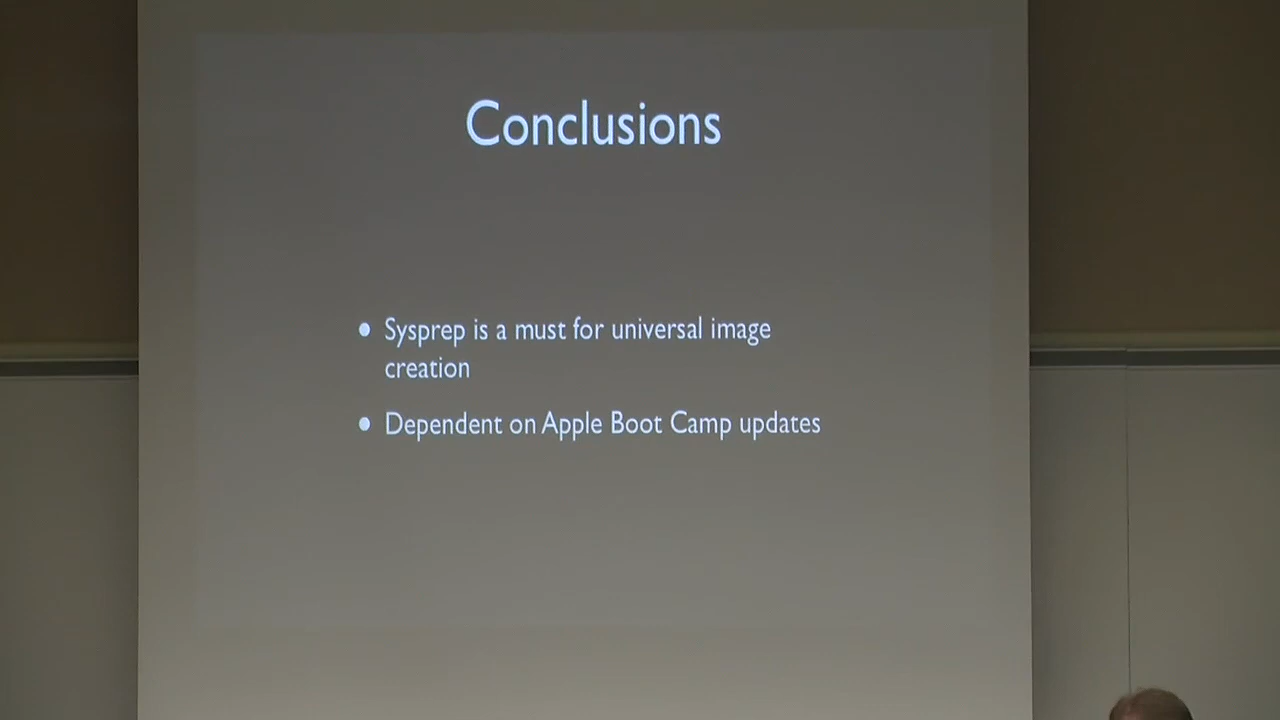 Conclusions
• Sysprep is a must for universal image
creation
• Dependent on Apple Boot Camp updates